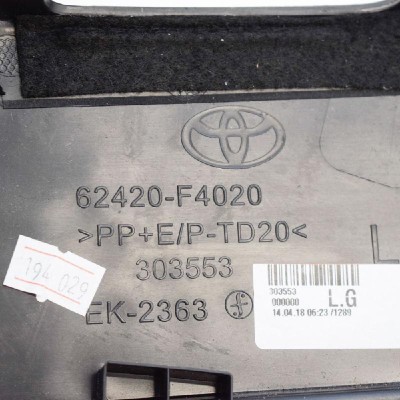 62420-F4020
>PP+E/P-TD20<
L
303553
194 029
303553
000000
L.G
14.04.18 06:23 /1289
EK-2363